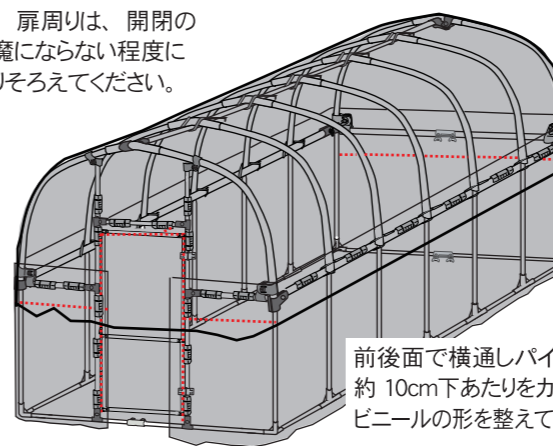 扉周りは、開閉の
魔にならない程度に
りそろえてください。
前後面で横通しパイ
約 10cm下あたりをカ
ビニールの形を整えて